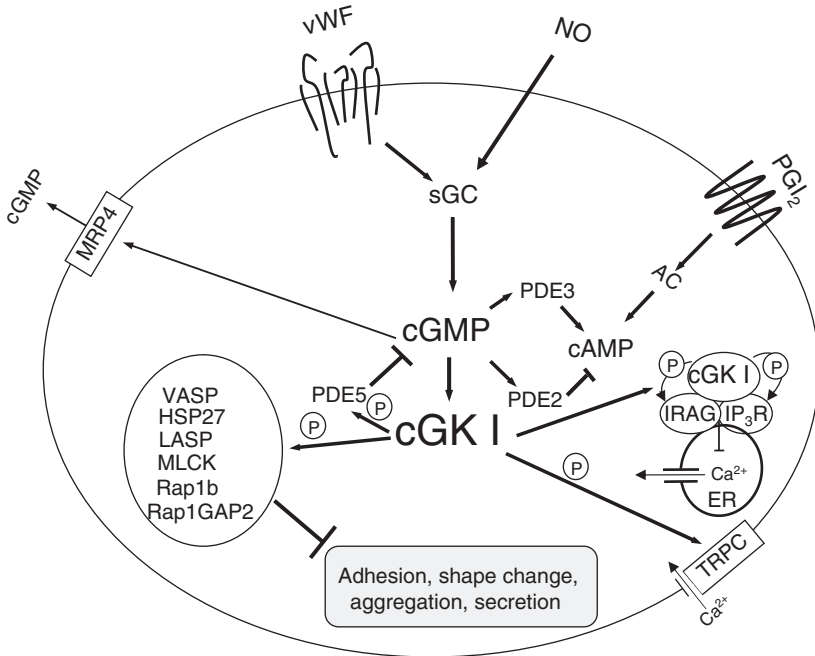 vWF
NO
sGC
cGMP
MRP4
PGI₂
AC
PDE3
cGMP
cAMP
PDE5
PDE2
P
cGK I
P
P
cGK I
P
IRAG
IP₃R
VASP
HSP27
LASP
MLCK
Rap1b
Rap1GAP2
P
Ca²⁺
ER
Adhesion, shape change,
aggregation, secretion
TRPC
Ca²⁺